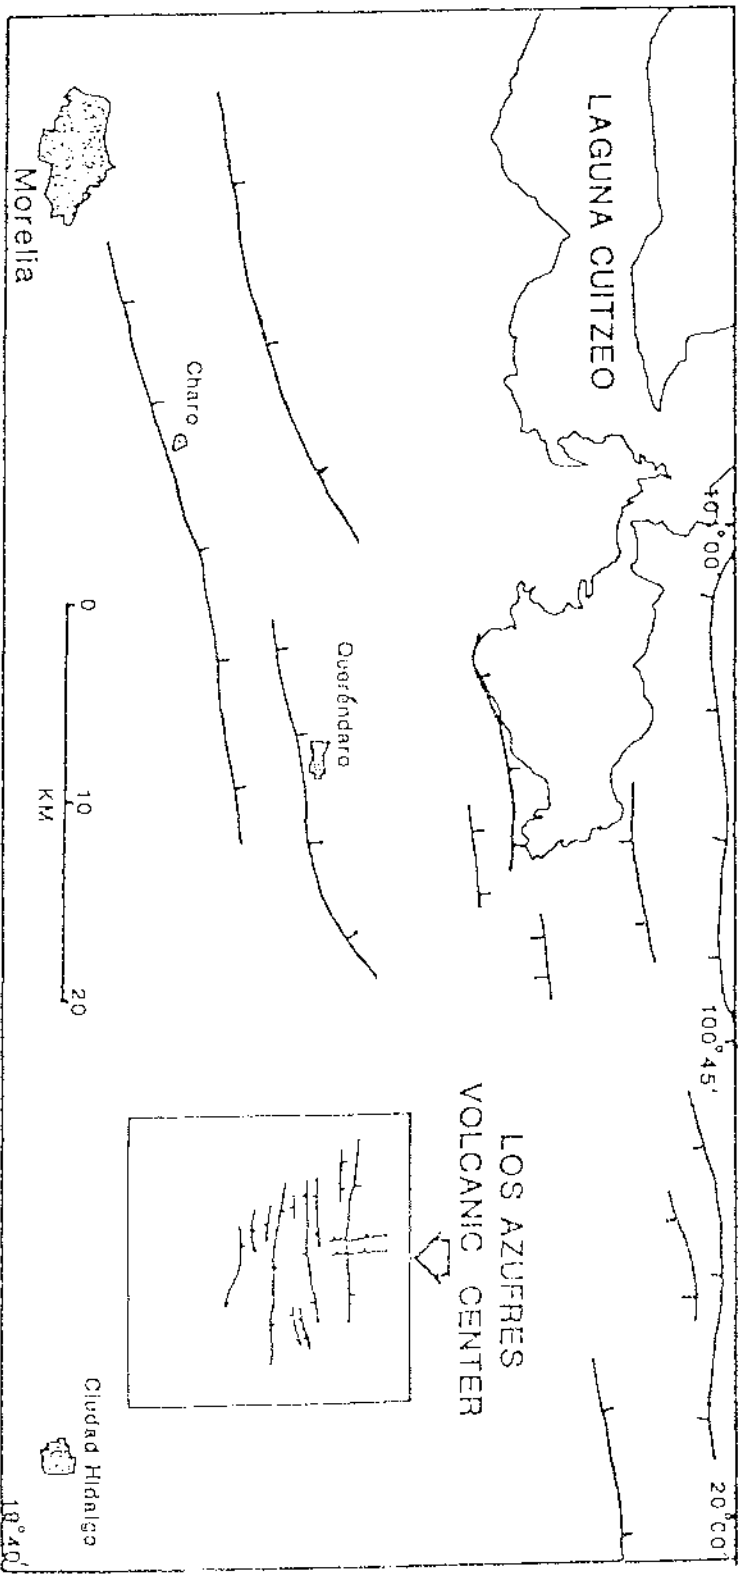 LAGUNA CUITZEO
101°00'
100°45'
20°00'
LOS AZUFRES
VOLCANIC CENTER
Morelia
Charo
Queréndaro
0 10 20
KM
Ciudad Hidalgo
19°40'